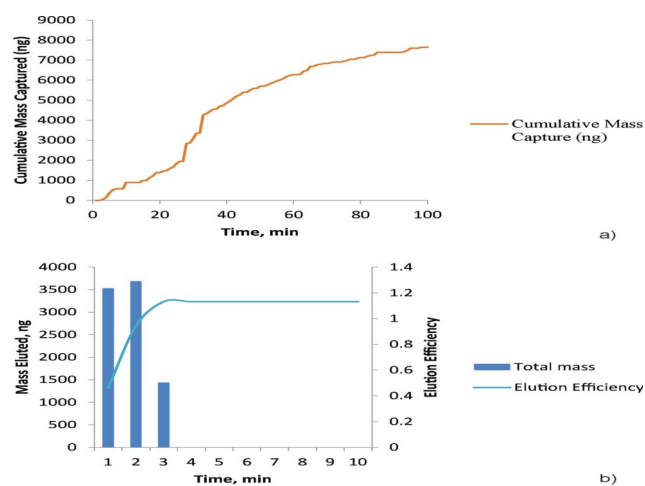 9000
8000
7000
6000
5000
4000
3000
2000
1000
0
Cumulative Mass Captured (ng)
0 20 40 60 80 100
Time, min
Cumulative Mass
Capture (ng)
a)
4000
3500
3000
2500
2000
1500
1000
500
0
Mass Eluted, ng
1.4
1.2
1
0.8
0.6
0.4
0.2
0
Elution Efficiency
1 2 3 4 5 6 7 8 9 10
Time, min
Total mass
Elution Efficiency
b)